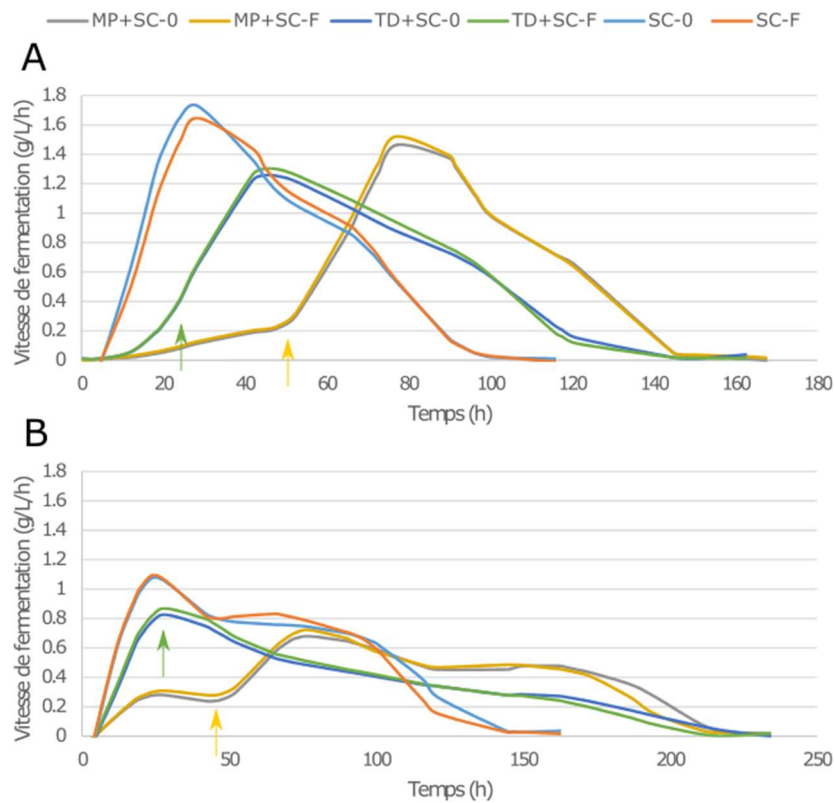 MP+SC-0 MP+SC-F TD+SC-0 TD+SC-F SC-0 SC-F
A
Vitesse de fermentation (g/L/h)
1.8
1.6
1.4
1.2
1
0.8
0.6
0.4
0.2
0
0 20 40 60 80 100 120 140 160 180
Temps (h)
B
Vitesse de fermentation (g/L/h)
1.8
1.6
1.4
1.2
1
0.8
0.6
0.4
0.2
0
0 50 100 150 200 250
Temps (h)